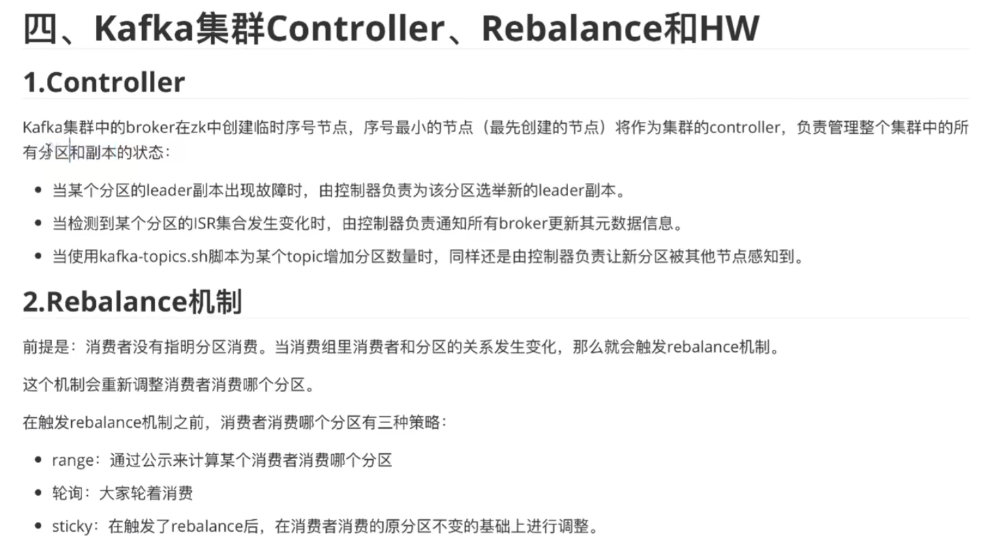 四、Kafka集群Controller、Rebalance和HW
1.Controller
Kafka集群中的broker在zk中创建临时序号节点，序号最小的节点（最先创建的节点）将作为集群的controller，负责管理整个集群中的所
有分区和副本的状态：
• 当某个分区的leader副本出现故障时，由控制器负责为该分区选举新的leader副本。
• 当检测到某个分区的ISR集合发生变化时，由控制器负责通知所有broker更新其元数据信息。
• 当使用kafka-topics.sh脚本为某个topic增加分区数量时，同样还是由控制器负责让新分区被其他节点感知到。
2.Rebalance机制
前提是：消费者没有指明分区消费。当消费组里消费者和分区的关系发生变化，那么就会触发rebalance机制。
这个机制会重新调整消费者消费哪个分区。
在触发rebalance机制之前，消费者消费哪个分区有三种策略：
• range：通过公示来计算某个消费者消费哪个分区
• 轮询：大家轮着消费
• sticky：在触发了rebalance后，在消费者消费的原分区不变的基础上进行调整。